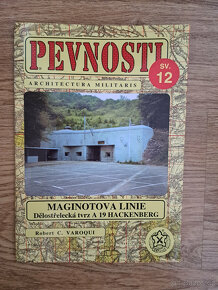 PEVNOSTI
SV.
12
ARCHITECTURA MILITARIS
MAGINOTOVA LINIE
Dělostřelecká tvrz A 19 HACKENBERG
Robert C. VAROQUI